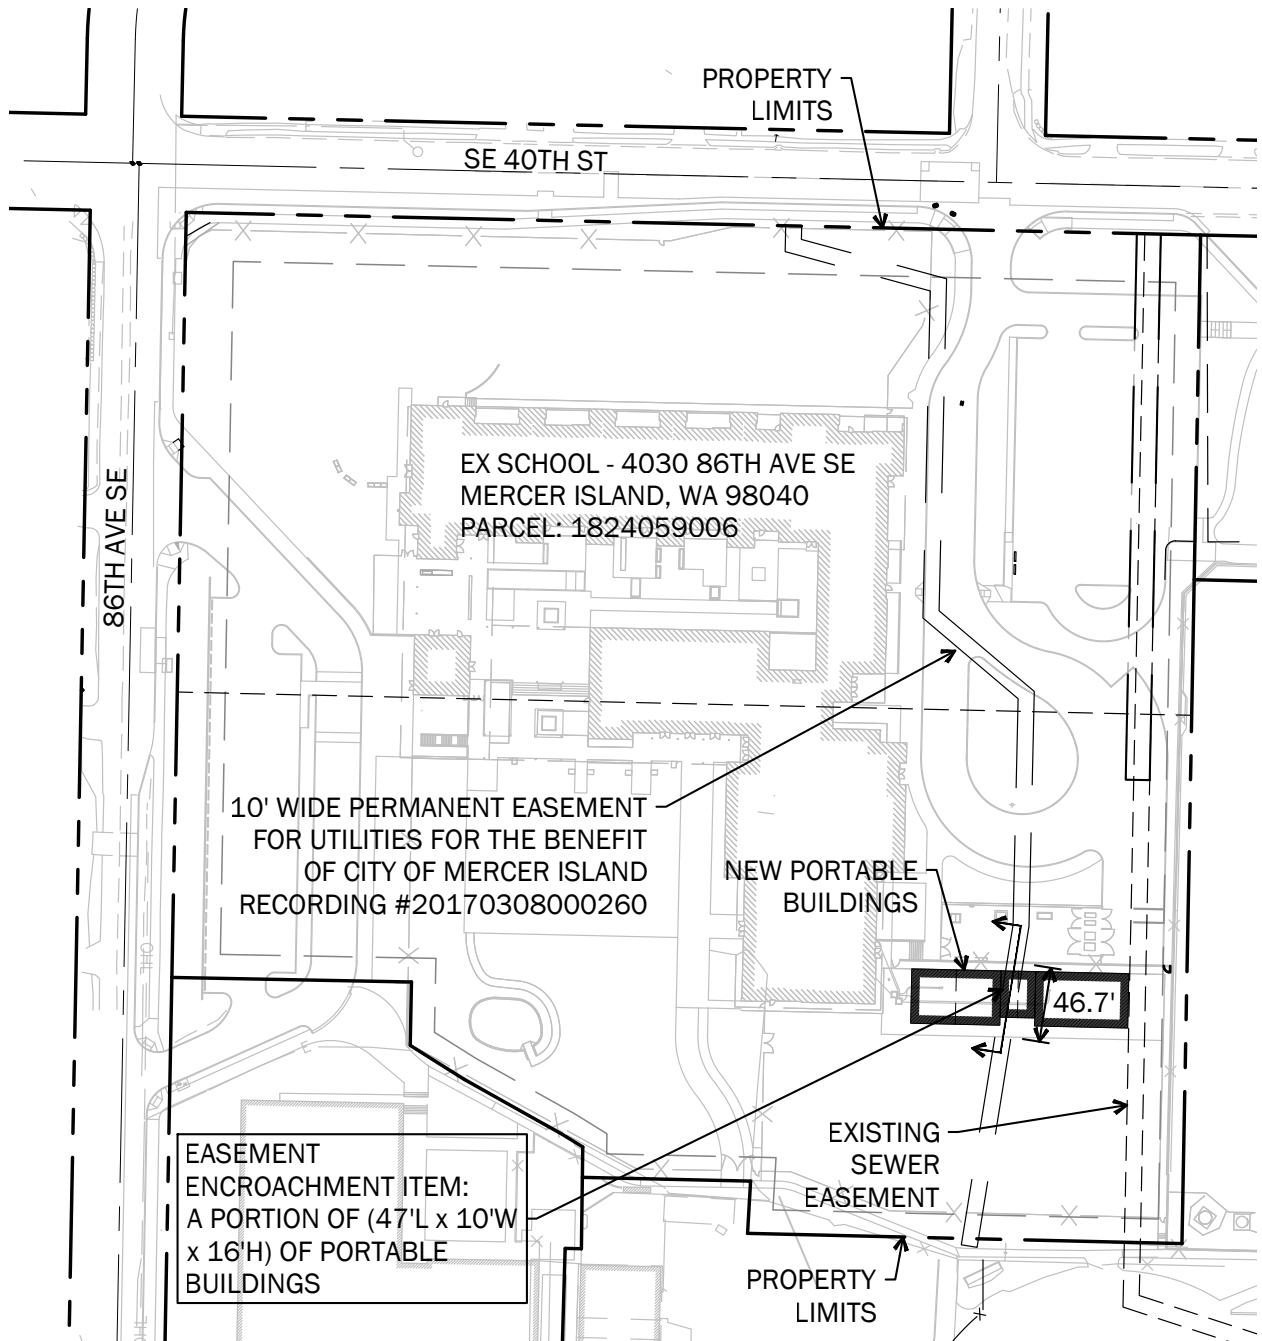 PROPERTY
LIMITS
SE 40TH ST
EX SCHOOL - 4030 86TH AVE SE
MERCER ISLAND, WA 98040
PARCEL: 1824059006
86TH AVE SE
10' WIDE PERMANENT EASEMENT
FOR UTILITIES FOR THE BENEFIT
OF CITY OF MERCER ISLAND
RECORDING #20170308000260
NEW PORTABLE
BUILDINGS
OHL
46.7'
E
EXISTING
SEWER
EASEMENT
EASEMENT
ENCROACHMENT ITEM:
A PORTION OF (47'L x 10'W
x 16'H) OF PORTABLE
BUILDINGS
PROPERTY
LIMITS